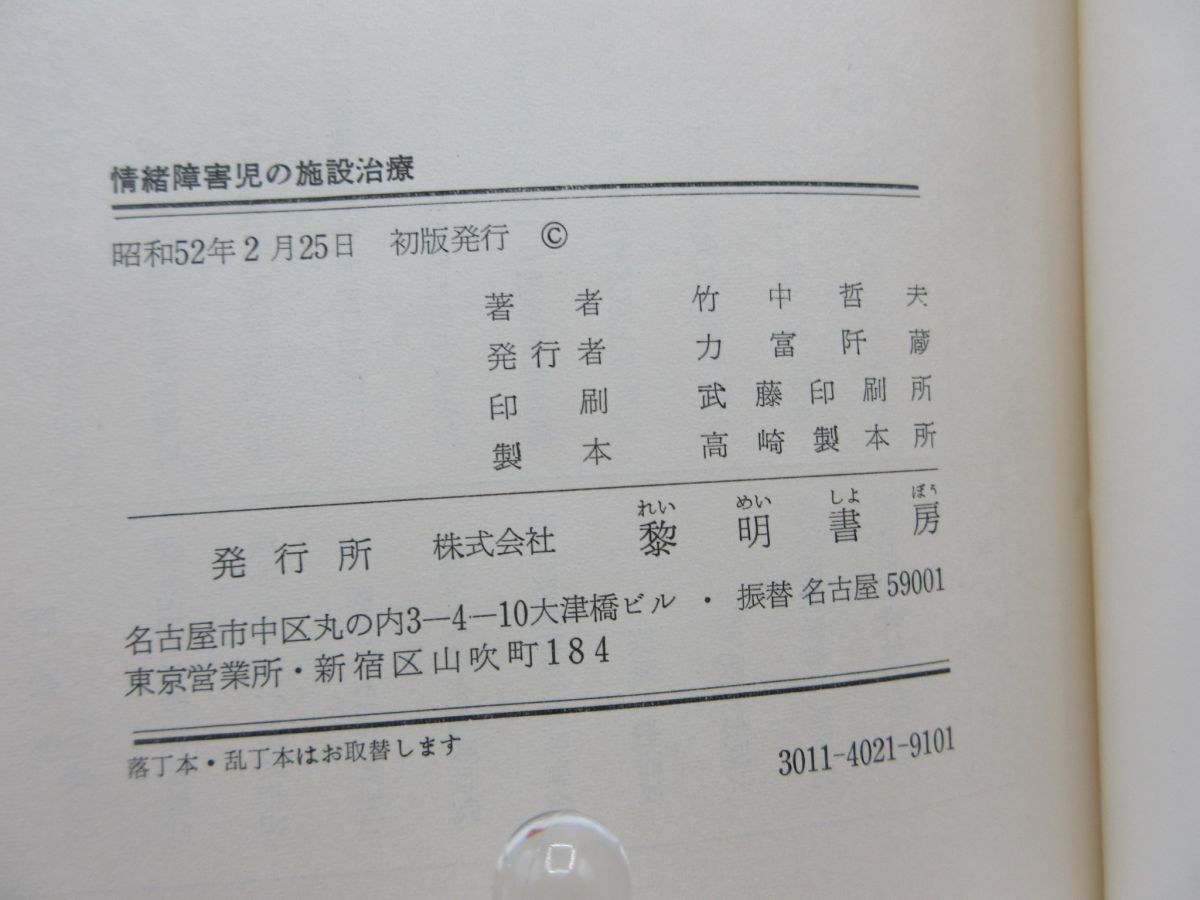 情緒障害児の施設治療
昭和52年2月25日 初版発行 ©
著者 竹中哲夫
発行者 力富阡蔵
印刷 武藤印刷所
製本 高崎製本所
発行所 株式会社 黎明書房
れい めい しよ ぼう
名古屋市中区丸の内3―4―10大津橋ビル・振替 名古屋59001
東京営業所・新宿区山吹町184
落丁本・乱丁本はお取替します
3011-4021-9101